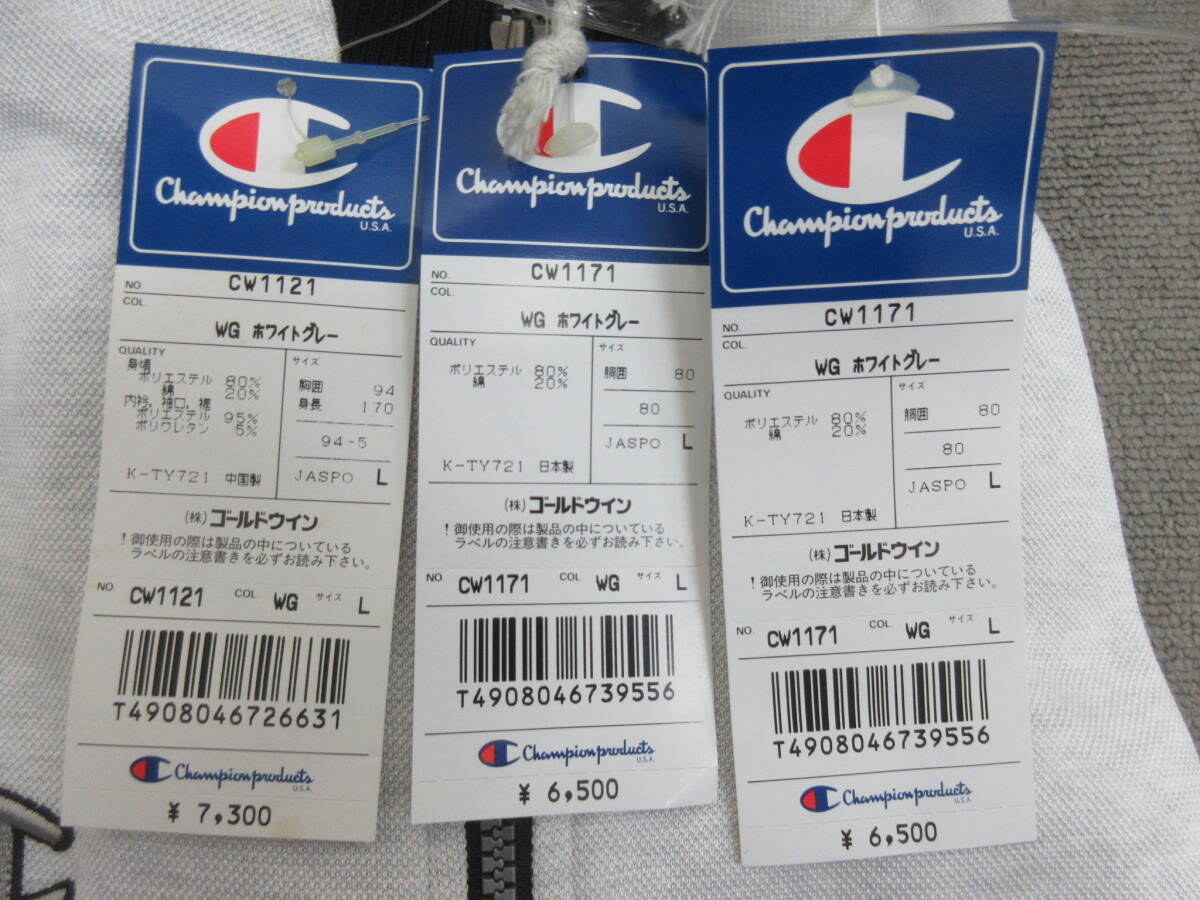 Champion products
U.S.A.
NO. CW1121
COL.
WG ホワイトグレー
QUALITY
身頃
ポリエステル 80%
綿 20%
内衿, 袖口, 裾
ポリエステル 95%
ポリウレタン 5%
K-TY721 中国製
サイズ
胸囲 94
身長 170
94-5
JASPO L
(株)ゴールドウイン
!御使用の際は製品の中についている
ラベルの注意書きを必ずお読み下さい。
NO. CW1121 COL. WG サイズ L
T4908046726631
Champion products
U.S.A.
¥ 7,300
Champion products
U.S.A.
NO. CW1171
COL.
WG ホワイトグレー
QUALITY
ポリエステル 80%
綿 20%
K-TY721 日本製
サイズ
胴囲 80
80
JASPO L
(株)ゴールドウイン
!御使用の際は製品の中についている
ラベルの注意書きを必ずお読み下さい。
NO. CW1171 COL. WG サイズ L
T4908046739556
Champion products
U.S.A.
¥ 6,500
Champion products
U.S.A.
NO. CW1171
COL.
WG ホワイトグレー
QUALITY
ポリエステル 80%
綿 20%
K-TY721 日本製
サイズ
胴囲 80
80
JASPO L
(株)ゴールドウイン
!御使用の際は製品の中についている
ラベルの注意書きを必ずお読み下さい。
NO. CW1171 COL. WG サイズ L
T4908046739556
Champion products
U.S.A.
¥ 6,500